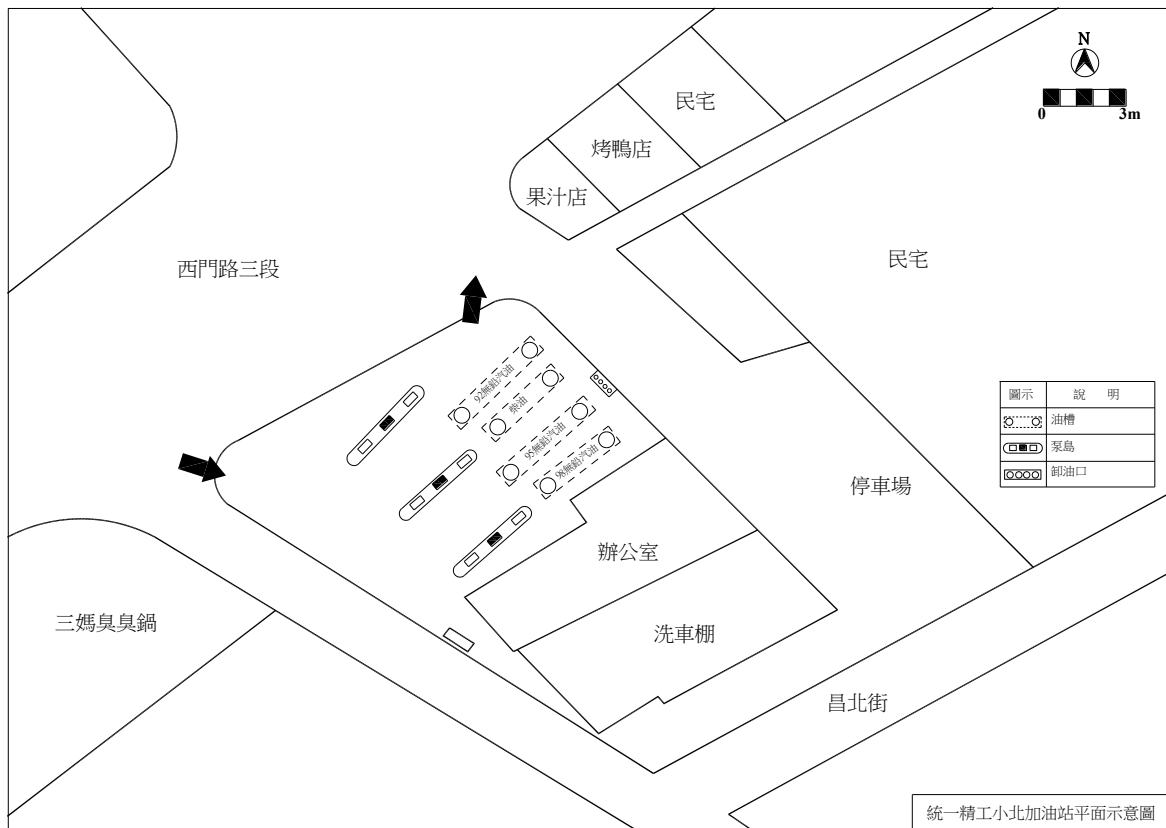 N
0 3m
民宅
烤鴨店
果汁店
西門路三段
民宅
92無鉛汽油
柴油
95無鉛汽油
98無鉛汽油
圖示 說 明
油槽
泵島
卸油口
停車場
辦公室
洗車棚
三媽臭臭鍋
昌北街
統一精工小北加油站平面示意圖